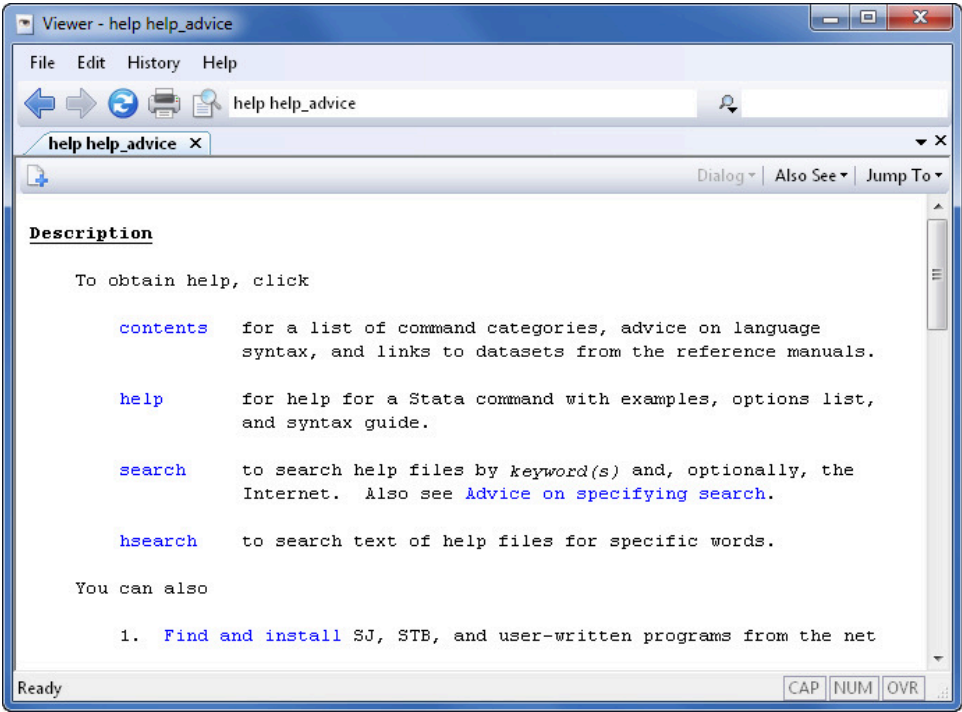 Viewer - help help_advice
File Edit History Help
help help_advice
help help_advice X
Dialog Also See Jump To
Description
To obtain help, click
contents for a list of command categories, advice on language
syntax, and links to datasets from the reference manuals.
help for help for a Stata command with examples, options list,
and syntax guide.
search to search help files by keyword(s) and, optionally, the
Internet. Also see Advice on specifying search.
hsearch to search text of help files for specific words.
You can also
1. Find and install SJ, STB, and user-written programs from the net
Ready CAP NUM OVR